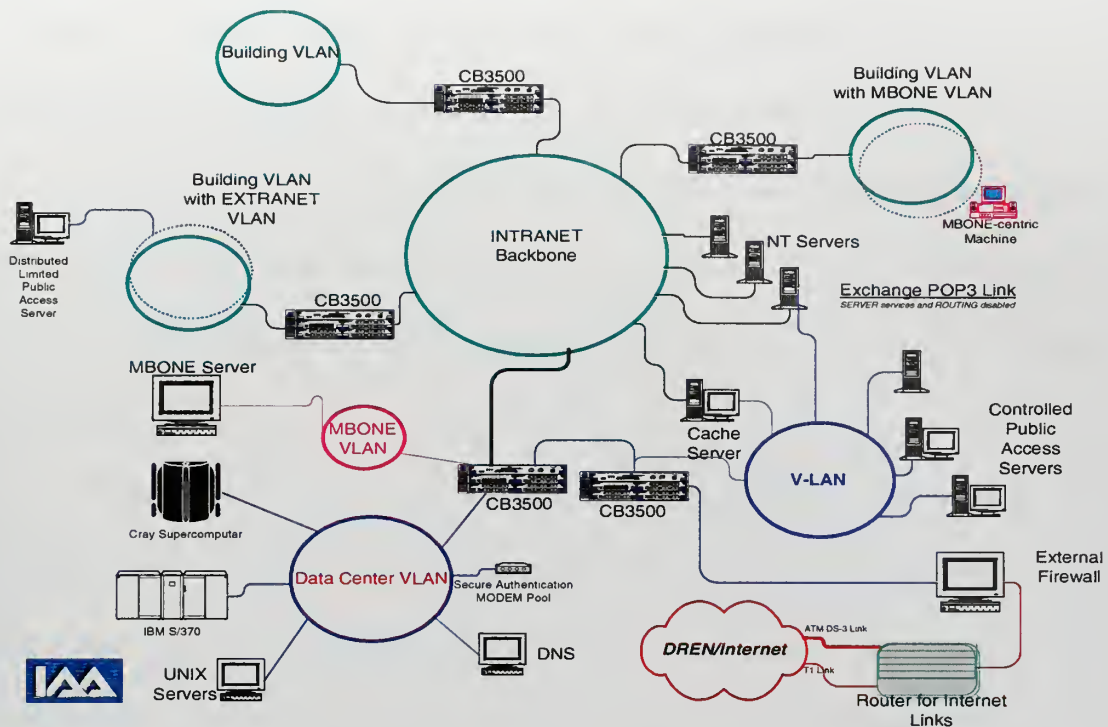 Building VLAN
CB3500
Building VLAN
with MBONE VLAN
CB3500
MBONE-centric
Machine
Building VLAN
with EXTRANET
VLAN
Distributed
Limited
Public
Access
Server
CB3500
INTRANET
Backbone
NT Servers
Exchange POP3 Link
SERVER services and ROUTING disabled
MBONE Server
MBONE
VLAN
CB3500
CB3500
Cache
Server
V-LAN
Controlled
Public
Access
Servers
Cray Supercomputar
Data Center VLAN
Secure Authentication
MODEM Pool
IBM S/370
UNIX
Servers
DNS
External
Firewall
DREN/Internet
ATM DS-3 Link
T1 Link
Router for Internet
Links
IAA